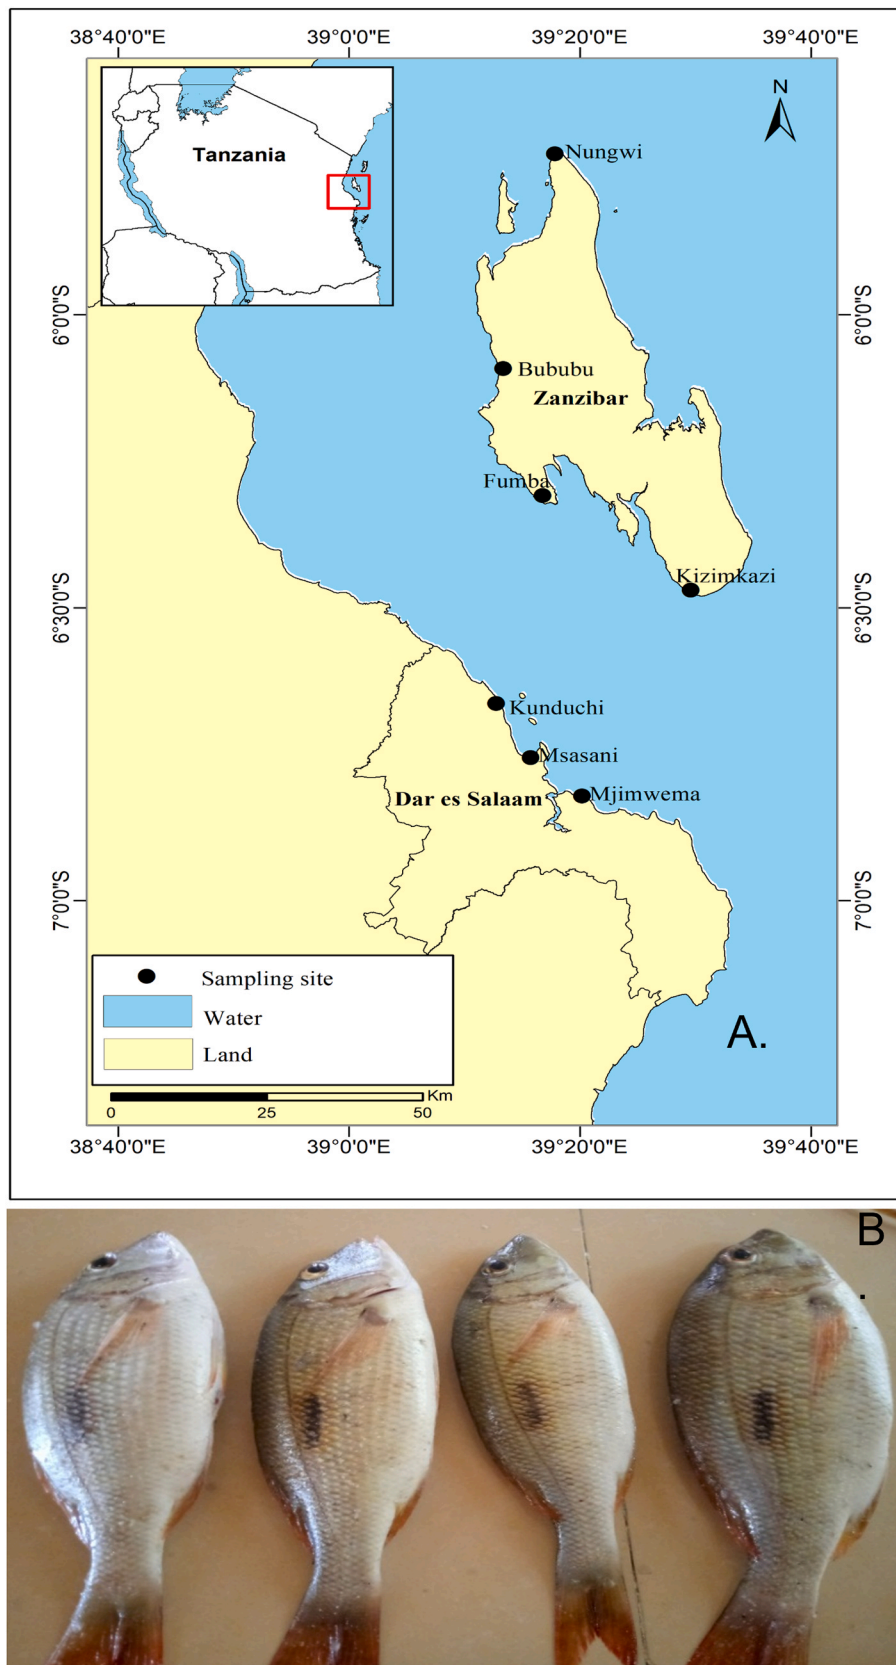 38°40'0"E 39°0'0"E 39°20'0"E 39°40'0"E
N
Tanzania
Nungwi
6°0'0"S 6°0'0"S
Bububu
Zanzibar
Fumba
Kizimkazi
6°30'0"S 6°30'0"S
Kunduchi
Msasani
Mjimwema
Dar es Salaam
7°0'0"S 7°0'0"S
Sampling site
Water
Land
A.
Km
0 25 50
38°40'0"E 39°0'0"E 39°20'0"E 39°40'0"E
B
.